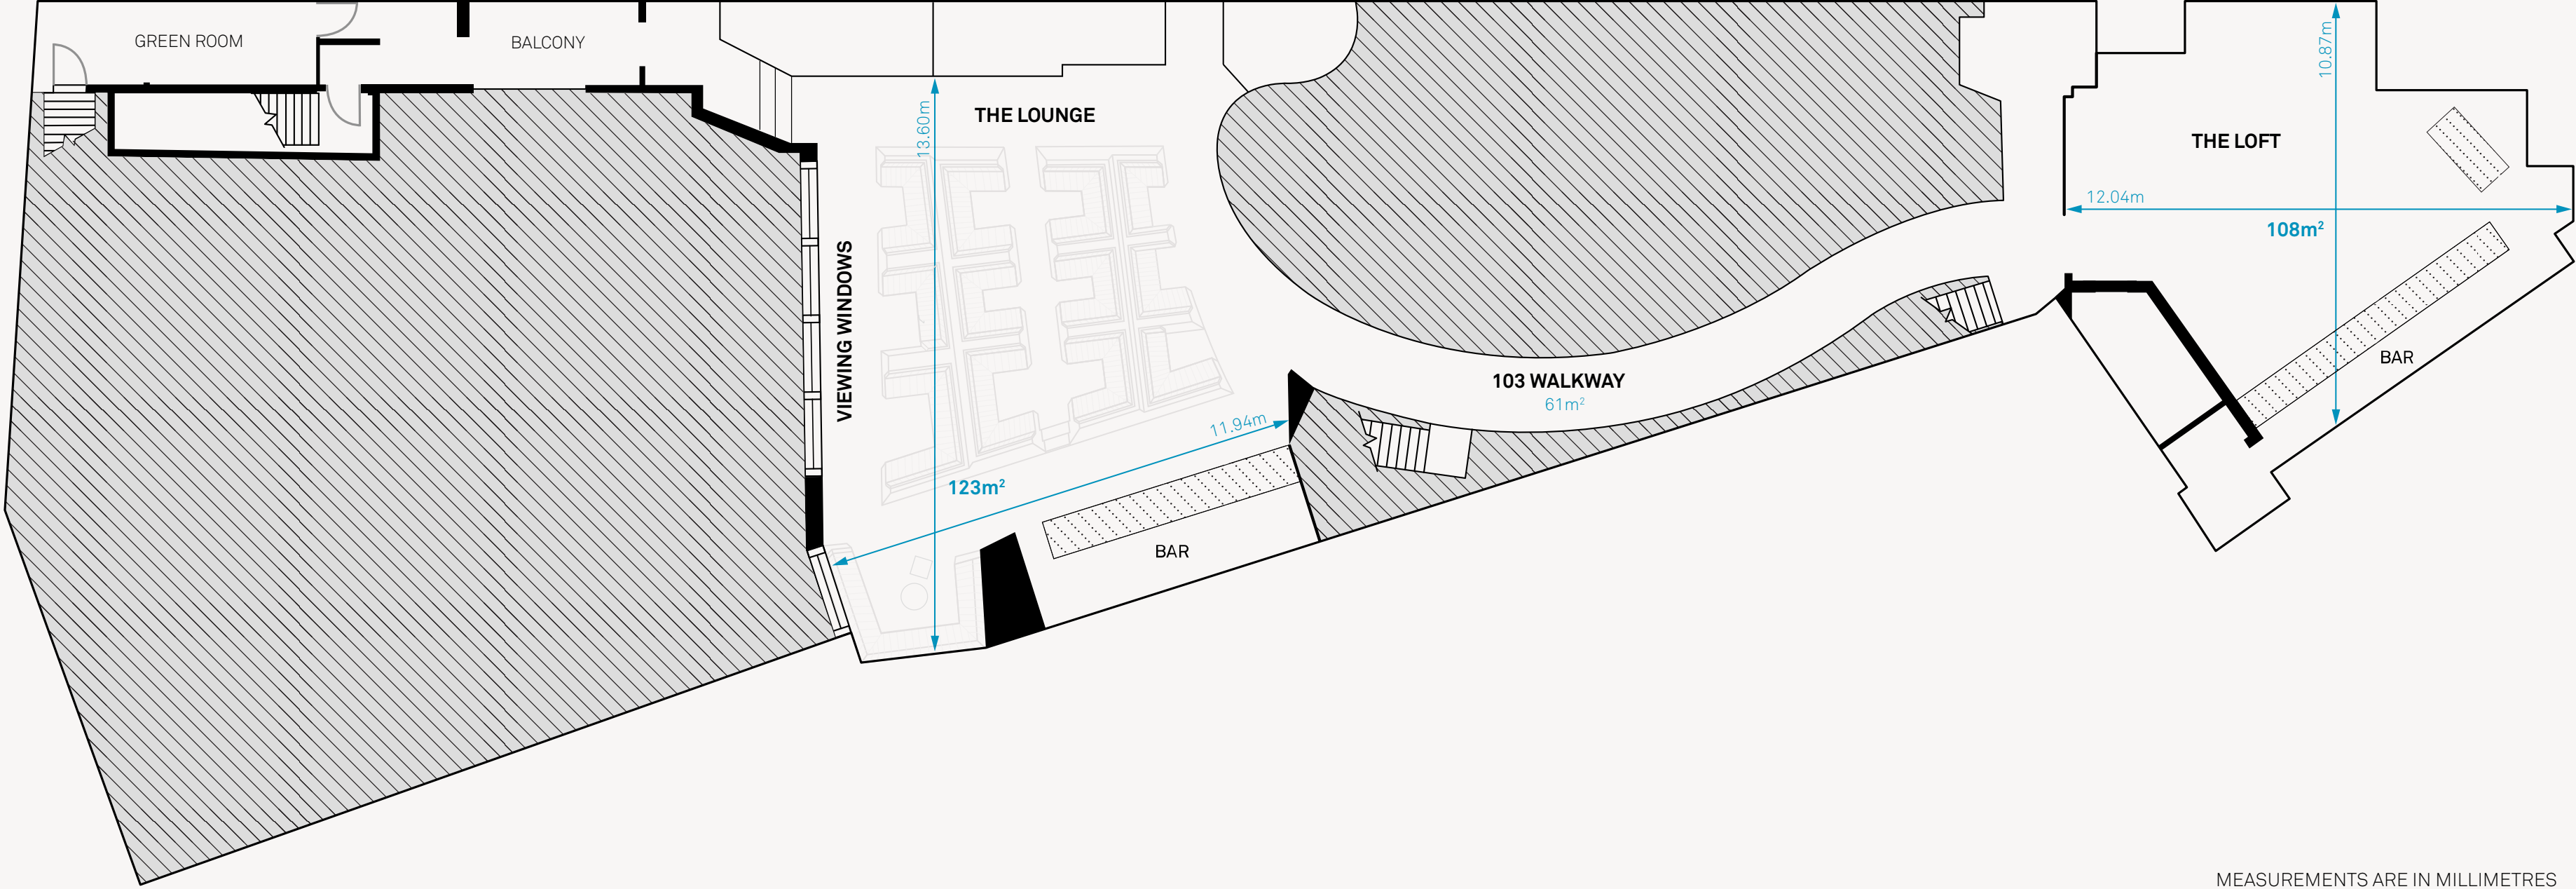 GREEN ROOM
BALCONY
THE LOUNGE
13.60m
VIEWING WINDOWS
11.94m
123m²
BAR
103 WALKWAY
61m²
THE LOFT
10.87m
12.04m
108m²
BAR
MEASUREMENTS ARE IN MILLIMETRES